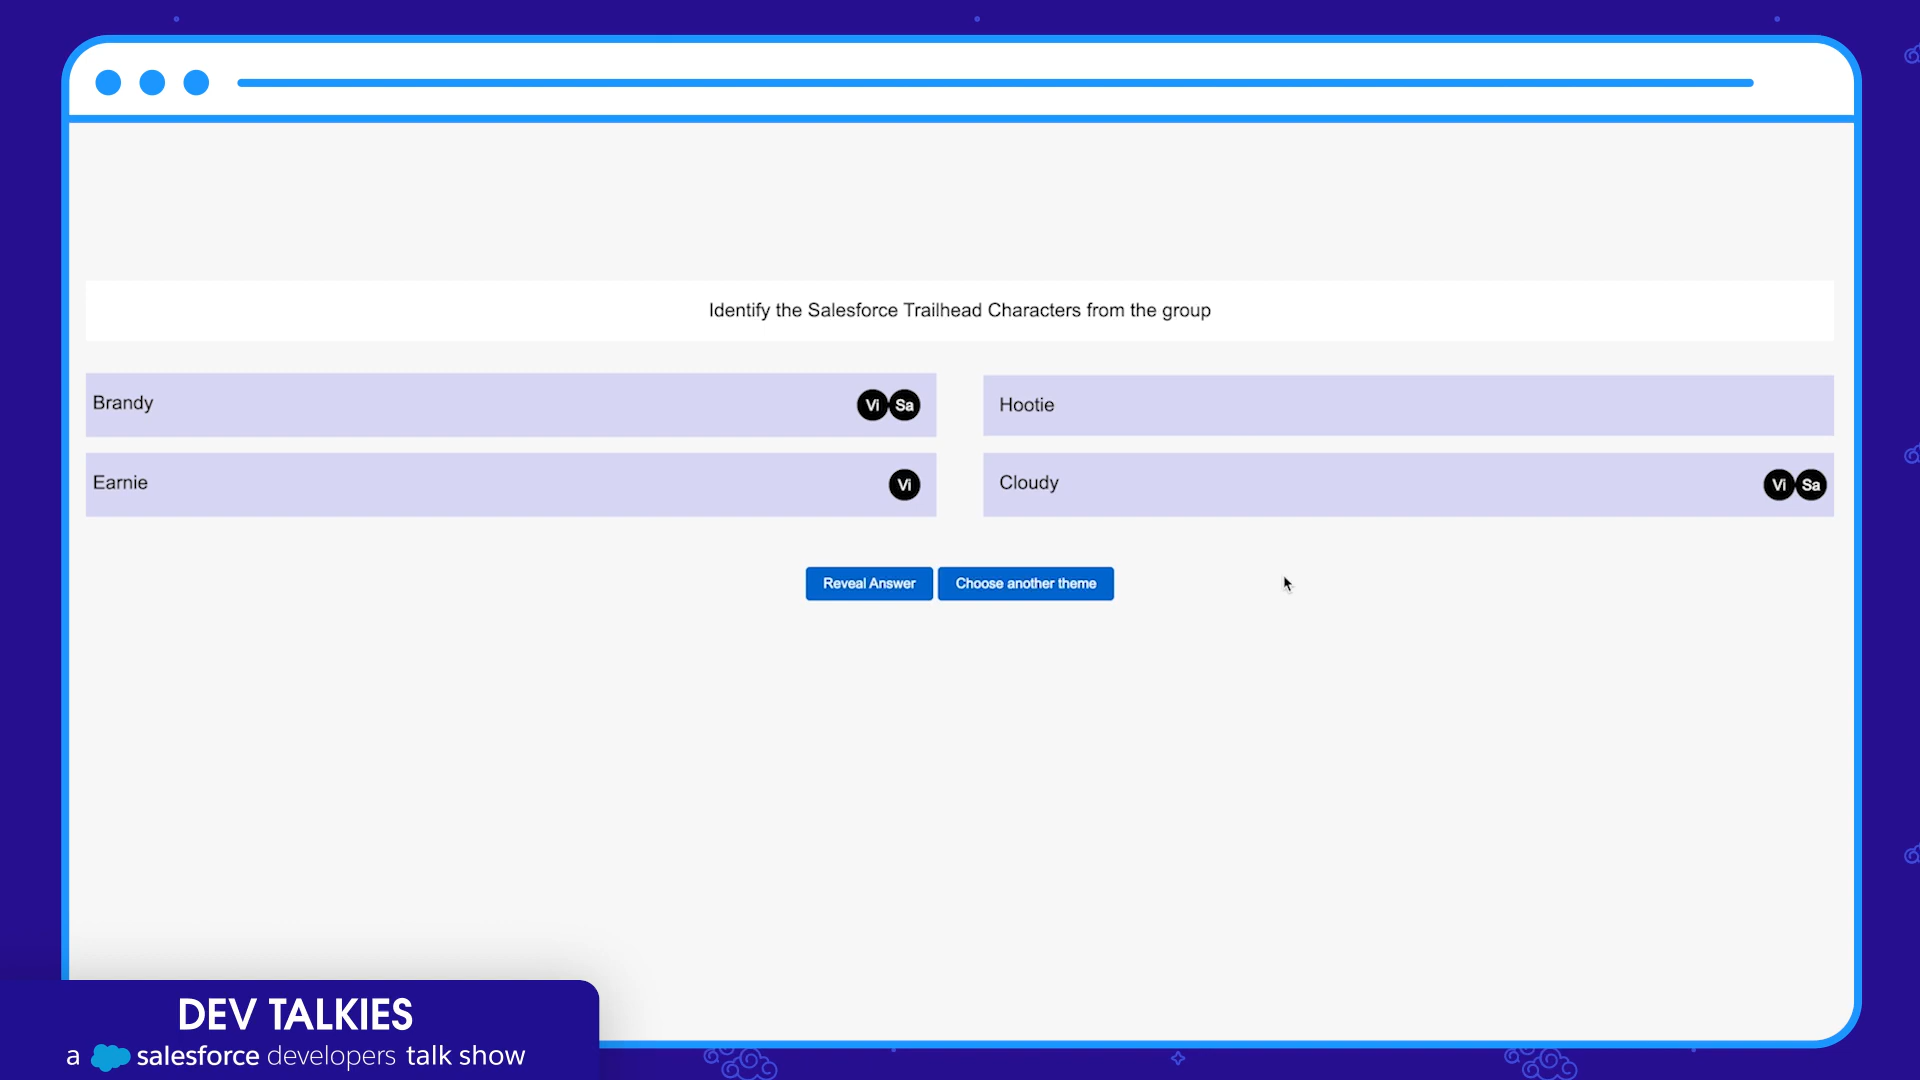 Identify the Salesforce Trailhead Characters from the group
Brandy
Vi Sa
Hootie
Earnie
Vi
Cloudy
Vi Sa
Reveal Answer
Choose another theme
DEV TALKIES
a salesforce developers talk show